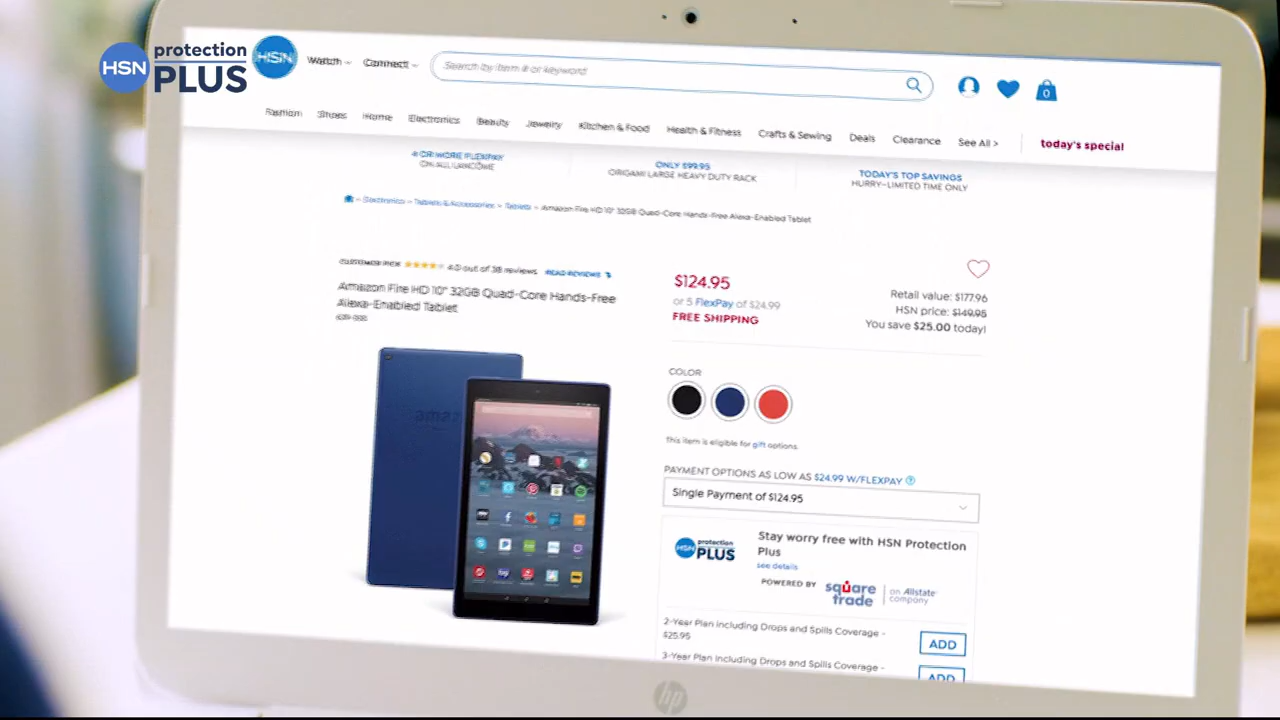 HSN protection PLUS
HSN Watch Connect Search by item # or keyword
0
Fashion Shoes Home Electronics Beauty Jewelry Kitchen & Food Health & Fitness Crafts & Sewing Deals Clearance See All > today's special
4 OR MORE FLEXPAY
ON ALL LANCOME
ONLY $99.95
ORIGAMI LARGE HEAVY DUTY RACK
TODAY'S TOP SAVINGS
HURRY-LIMITED TIME ONLY
Electronics Tablets & Accessories Tablets Amazon Fire HD 10" 32GB Quad-Core Hands-Free Alexa-Enabled Tablet
CUSTOMER PICK 4.0 out of 38 reviews READ REVIEWS
Amazon Fire HD 10" 32GB Quad-Core Hands-Free
Alexa-Enabled Tablet
$124.95
or 5 FlexPay of $24.99
FREE SHIPPING
Retail value: $177.96
HSN price: $149.95
You save $25.00 today!
COLOR
This item is eligible for gift options.
PAYMENT OPTIONS AS LOW AS $24.99 W/FLEXPAY ?
Single Payment of $124.95
HSN protection PLUS
Stay worry free with HSN Protection
Plus
see details
POWERED BY square trade | an Allstate company
2-Year Plan including Drops and Spills Coverage -
$25.95
ADD
3-Year Plan including Drops and Spills Coverage -
ADD
amaz
hp